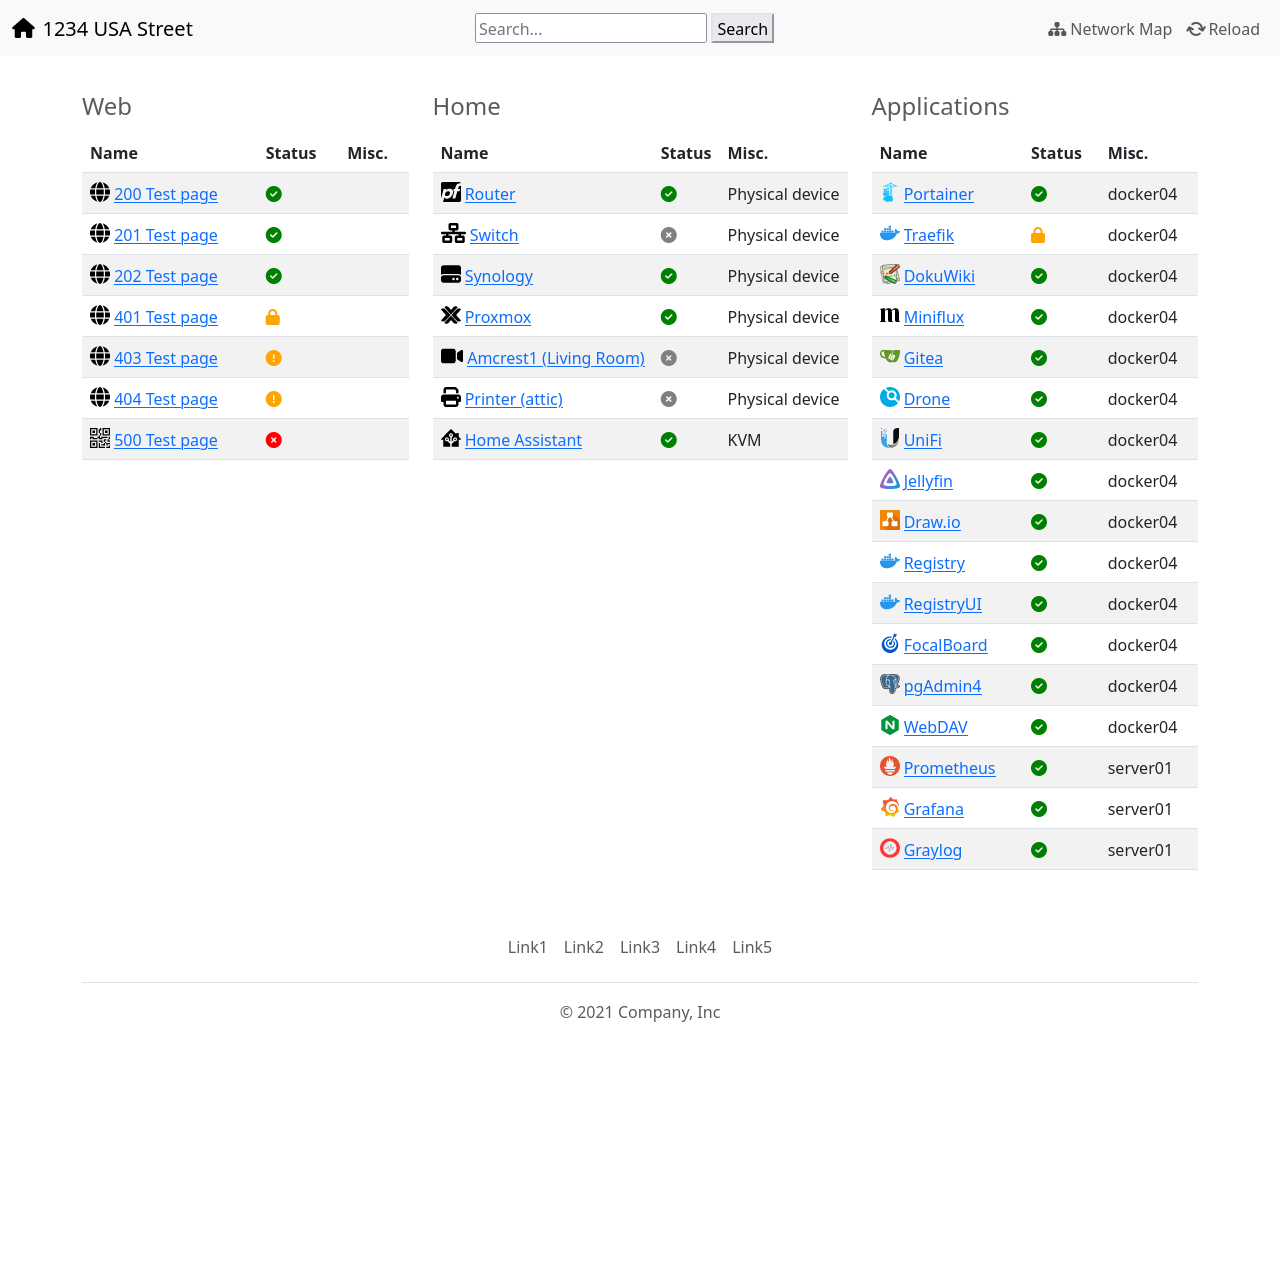 1234 USA Street
Search...
Search
Network Map
Reload
Web
Name Status Misc.
200 Test page
201 Test page
202 Test page
401 Test page
403 Test page
404 Test page
500 Test page
Home
Name Status Misc.
Router Physical device
Switch Physical device
Synology Physical device
Proxmox Physical device
Amcrest1 (Living Room) Physical device
Printer (attic) Physical device
Home Assistant KVM
Applications
Name Status Misc.
Portainer docker04
Traefik docker04
DokuWiki docker04
Miniflux docker04
Gitea docker04
Drone docker04
UniFi docker04
Jellyfin docker04
Draw.io docker04
Registry docker04
RegistryUI docker04
FocalBoard docker04
pgAdmin4 docker04
WebDAV docker04
Prometheus server01
Grafana server01
Graylog server01
Link1 Link2 Link3 Link4 Link5
© 2021 Company, Inc